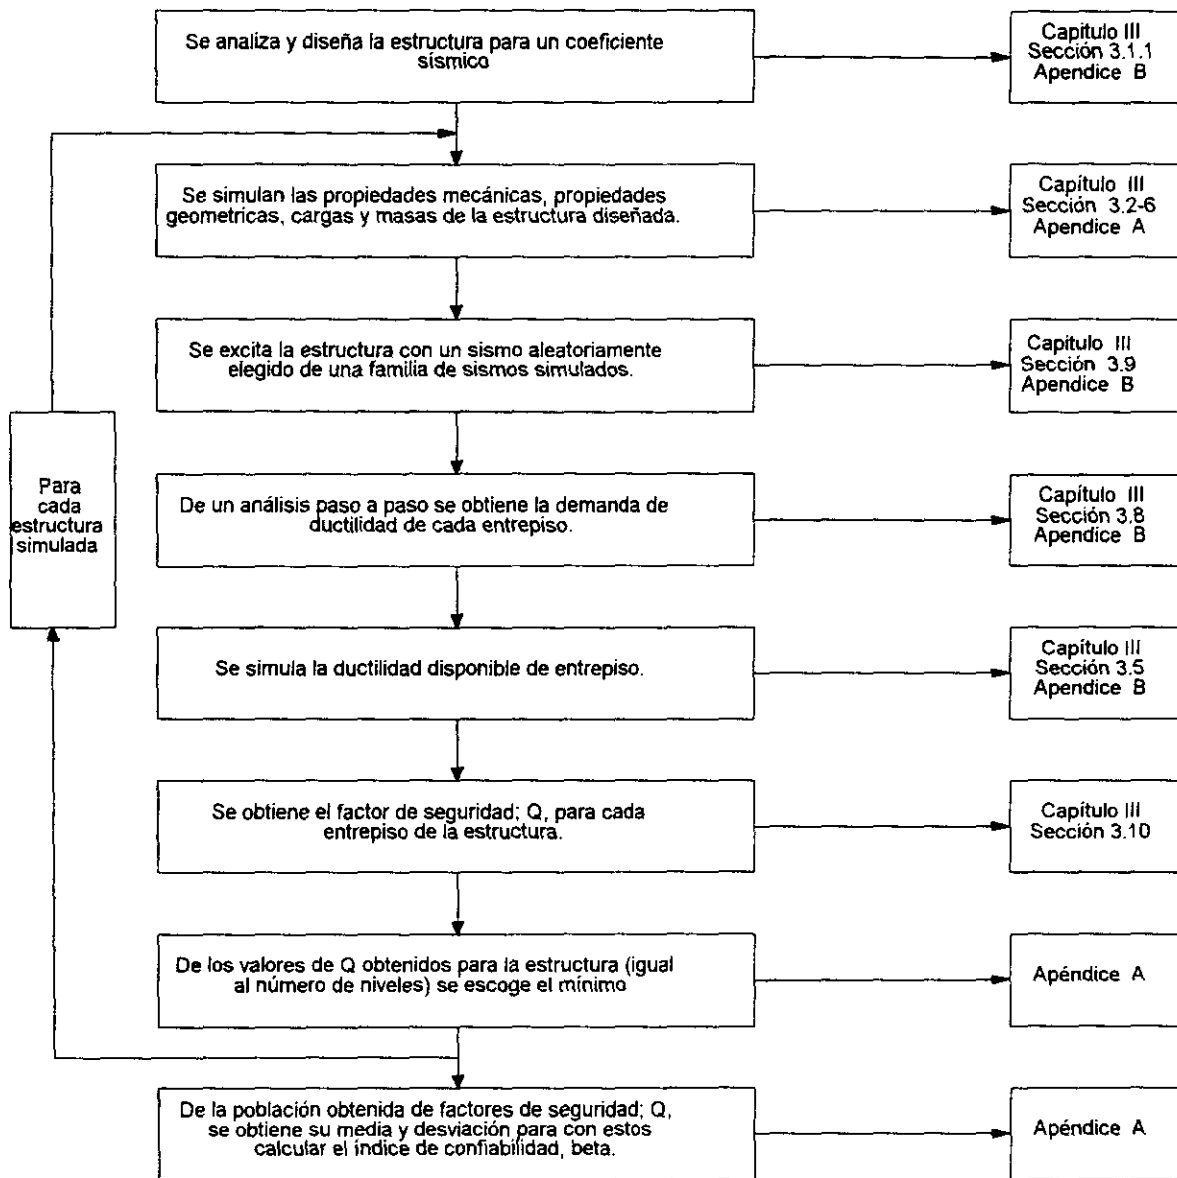 Se analiza y diseña la estructura para un coeficiente
sísmico
Capitulo III
Sección 3.1.1
Apendice B
Se simulan las propiedades mecánicas, propiedades
geometricas, cargas y masas de la estructura diseñada.
Capítulo III
Sección 3.2-6
Apendice A
Se excita la estructura con un sismo aleatoriamente
elegido de una familia de sismos simulados.
Capitulo III
Sección 3.9
Apendice B
Para
cada
estructura
simulada
De un análisis paso a paso se obtiene la demanda de
ductilidad de cada entrepiso.
Capítulo III
Sección 3.8
Apendice B
Se simula la ductilidad disponible de entrepiso.
Capítulo III
Sección 3.5
Apendice B
Se obtiene el factor de seguridad; Q, para cada
entrepiso de la estructura.
Capítulo III
Sección 3.10
De los valores de Q obtenidos para la estructura (igual
al número de niveles) se escoge el mínimo
Apéndice A
De la población obtenida de factores de seguridad; Q,
se obtiene su media y desviación para con estos
calcular el índice de confiabilidad, beta.
Apéndice A